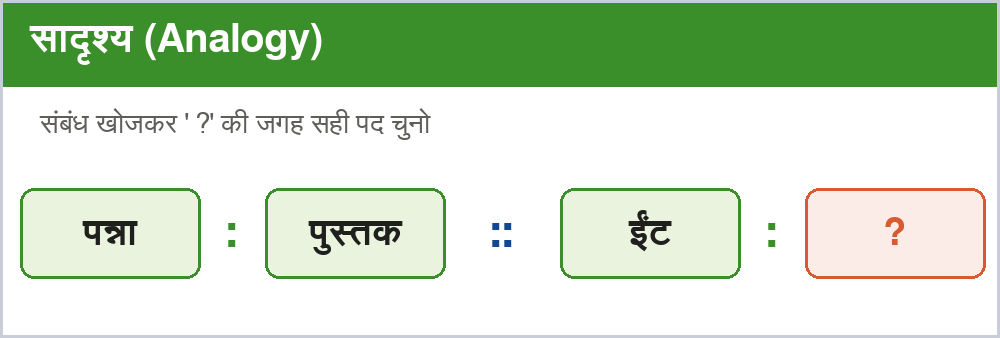 सादृश्य (Analogy)
संबंध खोजकर ' ?' की जगह सही पद चुनो
पन्ना : पुस्तक :: ईंट : ?